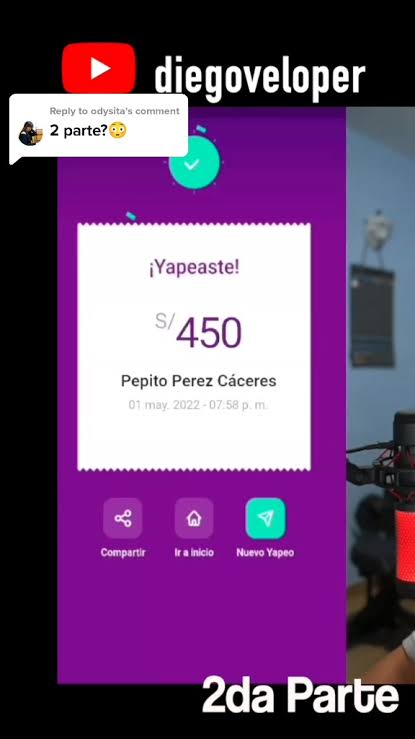 diegoveloper
Reply to odysita's comment
2 parte?😳
¡Yapeaste!
S/450
Pepito Perez Cáceres
01 may. 2022 - 07:58 p. m.
Compartir
Ir a inicio
Nuevo Yapeo
2da Parte